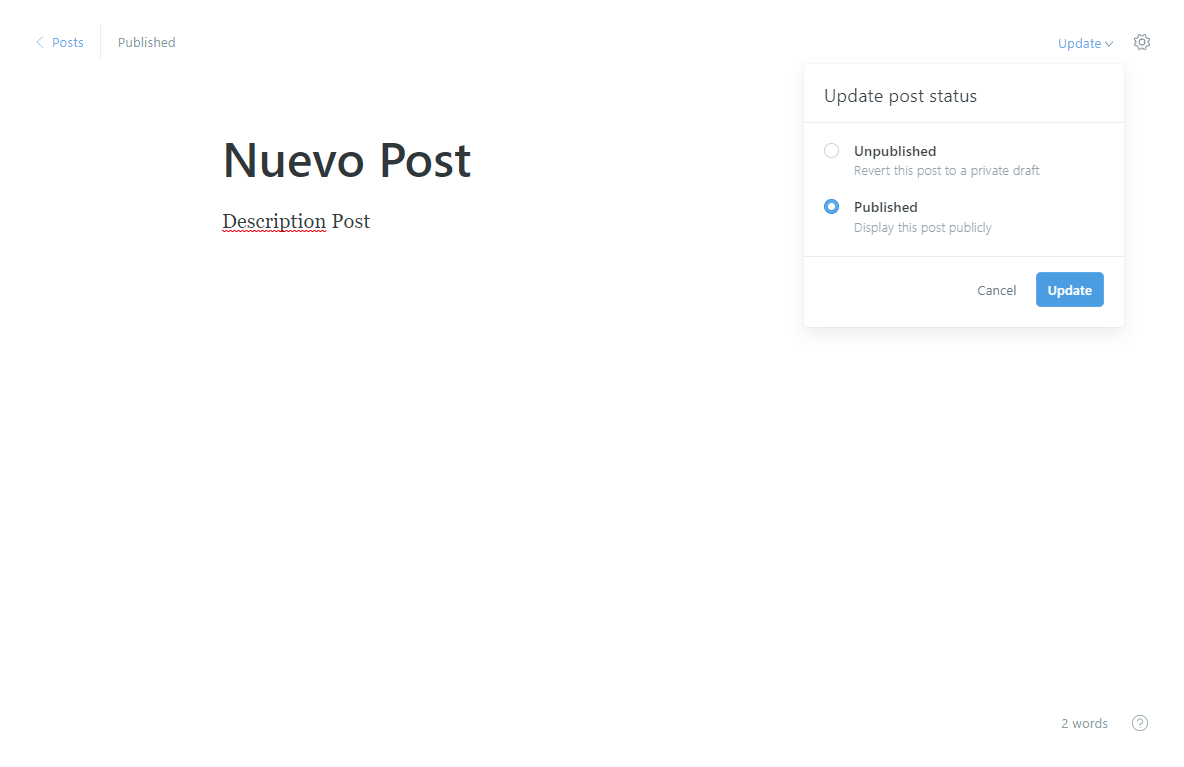 Posts
Published
Update
Update post status
Nuevo Post
Unpublished
Revert this post to a private draft
Description Post
Published
Display this post publicly
Cancel
Update
2 words
?